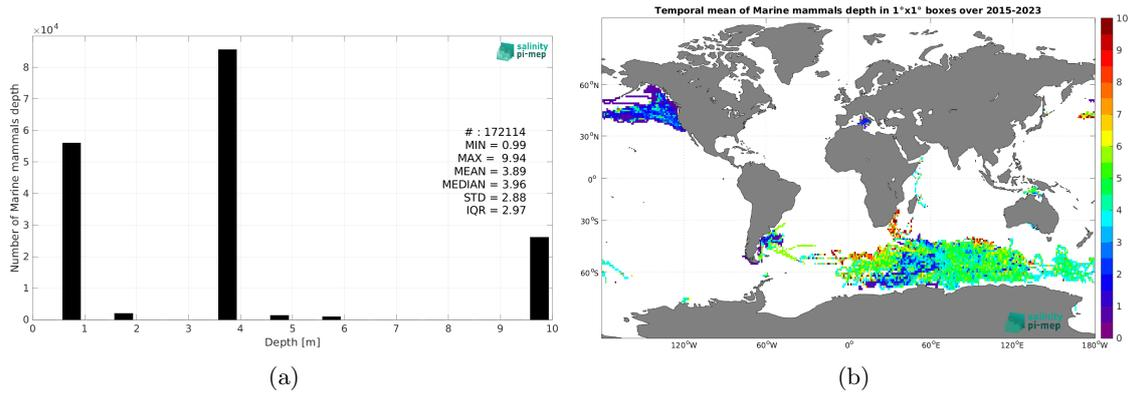 ×10⁴
salinity
pi-mep
8
7
6
5
4
3
2
1
0
Number of Marine mammals depth
# : 172114
MIN = 0.99
MAX = 9.94
MEAN = 3.89
MEDIAN = 3.96
STD = 2.88
IQR = 2.97
0 1 2 3 4 5 6 7 8 9 10
Depth [m]
(a)
Temporal mean of Marine mammals depth in 1°x1° boxes over 2015-2023
60°N
30°N
0°
30°S
60°S
120°W 60°W 0° 60°E 120°E 180°W
salinity
pi-mep
10
9
8
7
6
5
4
3
2
1
0
(b)